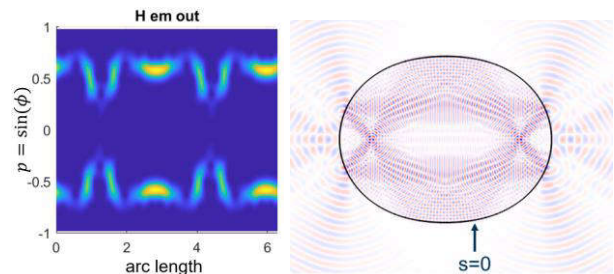 H em out
p = sin(ϕ)
1
0.5
0
-0.5
-1
0
2
4
6
arc length
s=0